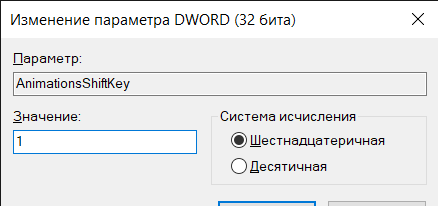 Изменение параметра DWORD (32 бита)
Параметр:
AnimationsShiftKey
Значение:
1
Система исчисления
Шестнадцатеричная
Десятичная